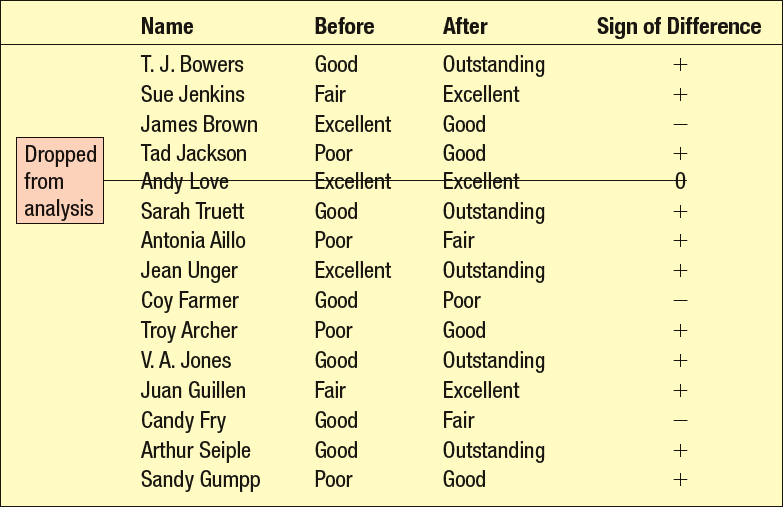 Name Before After Sign of Difference
T. J. Bowers Good Outstanding +
Sue Jenkins Fair Excellent +
James Brown Excellent Good −
Tad Jackson Poor Good +
Dropped
from
analysis
Andy Love Excellent Excellent 0
Sarah Truett Good Outstanding +
Antonia Aillo Poor Fair +
Jean Unger Excellent Outstanding +
Coy Farmer Good Poor −
Troy Archer Poor Good +
V. A. Jones Good Outstanding +
Juan Guillen Fair Excellent +
Candy Fry Good Fair −
Arthur Seiple Good Outstanding +
Sandy Gumpp Poor Good +